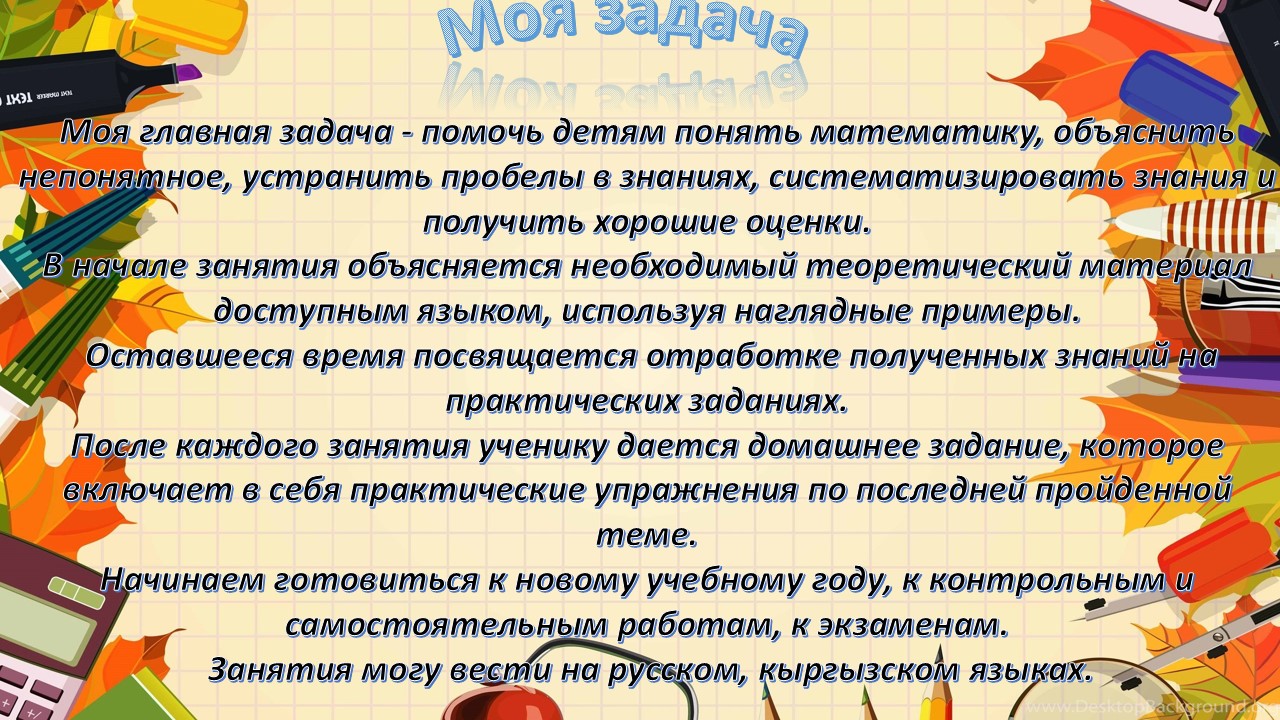 Моя задача
Моя главная задача - помочь детям понять математику, объяснить
непонятное, устранить пробелы в знаниях, систематизировать знания и
получить хорошие оценки.
В начале занятия объясняется необходимый теоретический материал
доступным языком, используя наглядные примеры.
Оставшееся время посвящается отработке полученных знаний на
практических заданиях.
После каждого занятия ученику дается домашнее задание, которое
включает в себя практические упражнения по последней пройденной
теме.
Начинаем готовиться к новому учебному году, к контрольным и
самостоятельным работам, к экзаменам.
Занятия могу вести на русском, кыргызском языках.
TEXT MARKER
TEXT